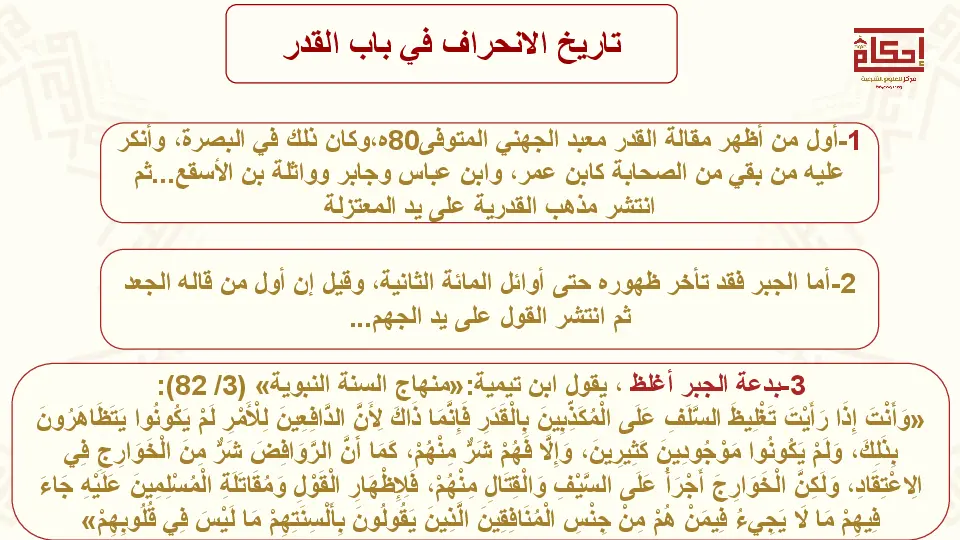 تاريخ الانحراف في باب القدر
إحكام
مركز للعلوم الشرعية
1-أول من أظهر مقالة القدر معبد الجهني المتوفى80ه،وكان ذلك في البصرة، وأنكر
عليه من بقي من الصحابة كابن عمر، وابن عباس وجابر وواثلة بن الأسقع...ثم
انتشر مذهب القدرية على يد المعتزلة
2-أما الجبر فقد تأخر ظهوره حتى أوائل المائة الثانية، وقيل إن أول من قاله الجعد
ثم انتشر القول على يد الجهم...
3-بدعة الجبر أغلظ ، يقول ابن تيمية:«منهاج السنة النبوية» (3/ 82):
«وَأَنْتَ إِذَا رَأَيْتَ تَغْلِيظَ السَّلَفِ عَلَى الْمُكَذِّبِينَ بِالْقَدَرِ فَإِنَّمَا ذَاكَ لِأَنَّ الدَّافِعِينَ لِلْأَمْرِ لَمْ يَكُونُوا يَتَظَاهَرُونَ
بِذَلِكَ، وَلَمْ يَكُونُوا مَوْجُودِينَ كَثِيرِينَ، وَإِلَّا فَهُمْ شَرٌّ مِنْهُمْ، كَمَا أَنَّ الرَّوَافِضَ شَرٌّ مِنَ الْخَوَارِجِ فِي
الِاعْتِقَادِ، وَلَكِنَّ الْخَوَارِجَ أَجْرَأُ عَلَى السَّيْفِ وَالْقِتَالِ مِنْهُمْ، فَلِإِظْهَارِ الْقَوْلِ وَمُقَاتَلَةِ الْمُسْلِمِينَ عَلَيْهِ جَاءَ
فِيهِمْ مَا لَا يَجِيءُ فِيمَنْ هُمْ مِنْ جِنْسِ الْمُنَافِقِينَ الَّذِينَ يَقُولُونَ بِأَلْسِنَتِهِمْ مَا لَيْسَ فِي قُلُوبِهِمْ»